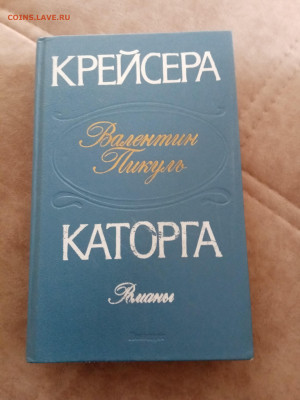 COINS.LAVE.RU
КРЕЙСЕРА
Валентин
Пикуль
КАТОРГА
Романы